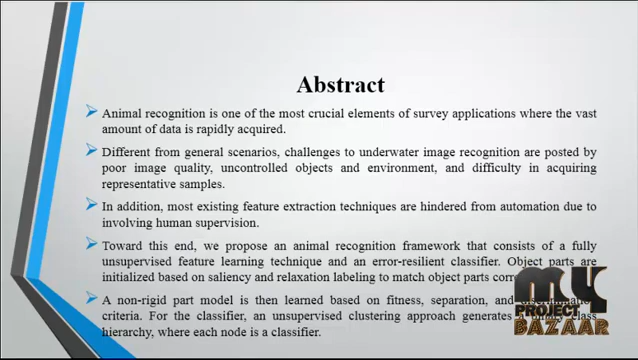 Abstract
Animal recognition is one of the most crucial elements of survey applications where the vast
amount of data is rapidly acquired.
Different from general scenarios, challenges to underwater image recognition are posted by
poor image quality, uncontrolled objects and environment, and difficulty in acquiring
representative samples.
In addition, most existing feature extraction techniques are hindered from automation due to
involving human supervision.
Toward this end, we propose an animal recognition framework that consists of a fully
unsupervised feature learning technique and an error-resilient classifier. Object parts are
initialized based on saliency and relaxation labeling to match object parts
A non-rigid part model is then learned based on fitness, separation, and
criteria. For the classifier, an unsupervised clustering approach generates a binary class
hierarchy, where each node is a classifier.
MY
PROJECT
BAZAAR